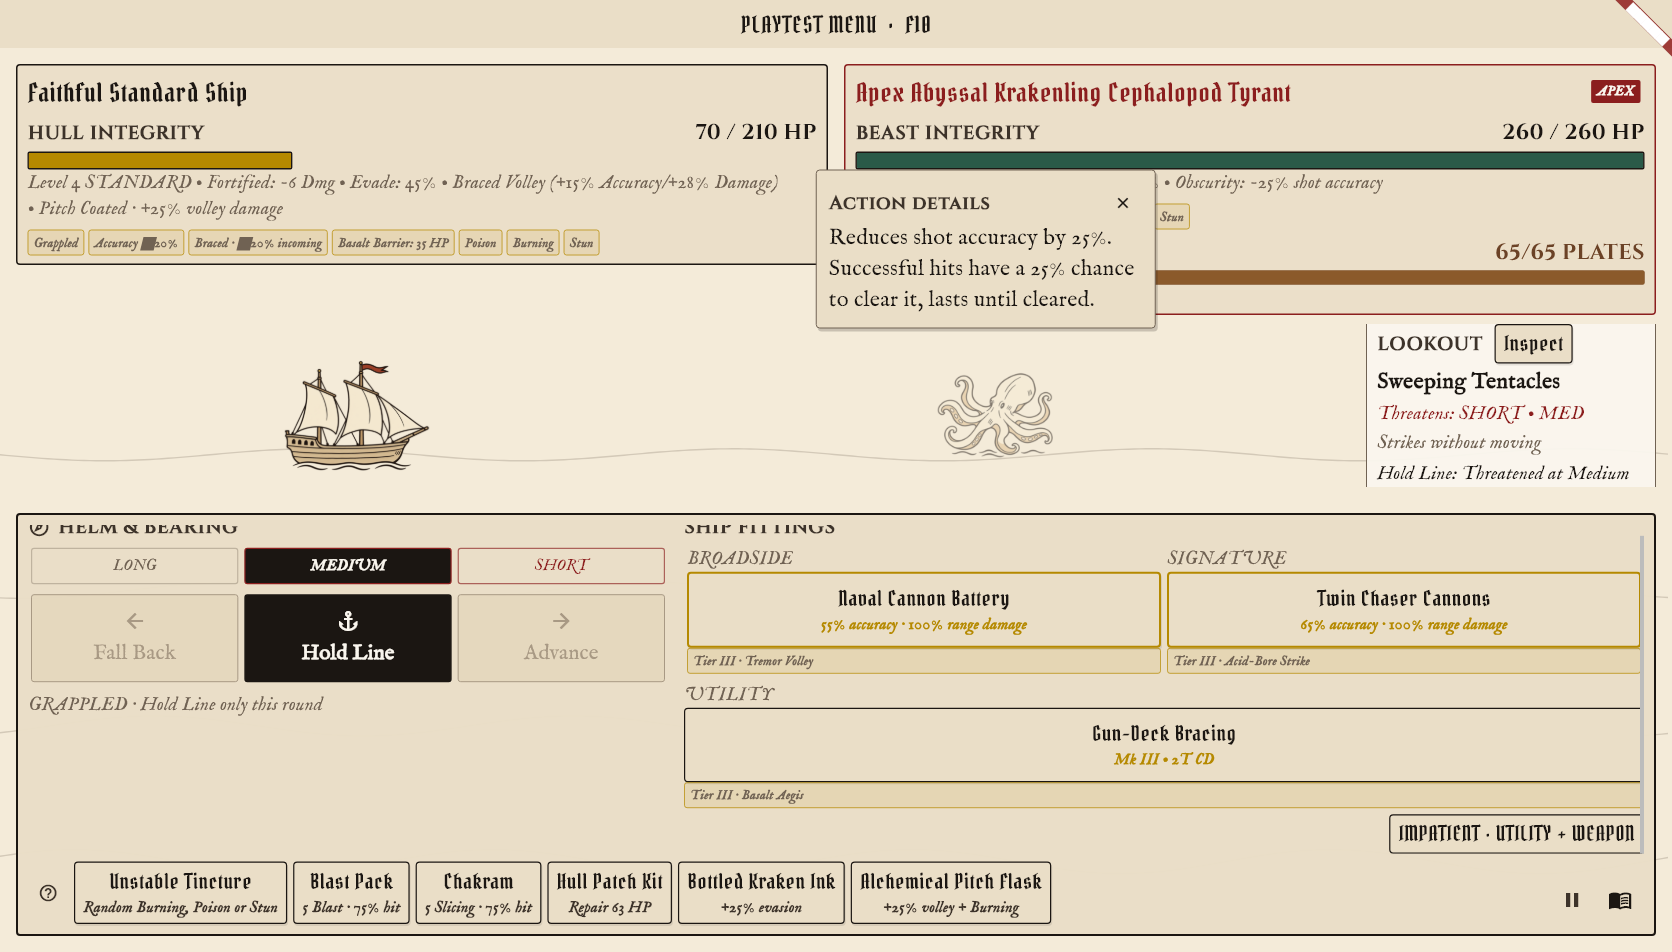 PLAYTEST MENU · F10
Faithful Standard Ship
HULL INTEGRITY
70 / 210 HP
Level 4 STANDARD • Fortified: -6 Dmg • Evade: 45% • Braced Volley (+15% Accuracy/+28% Damage)
• Pitch Coated · +25% volley damage
Grappled
Accuracy 20%
Braced · 20% incoming
Basalt Barrier: 35 HP
Poison
Burning
Stun
Apex Abyssal Krakenling Cephalopod Tyrant
APEX
BEAST INTEGRITY
260 / 260 HP
• Obscurity: -25% shot accuracy
Stun
65/65 PLATES
ACTION DETAILS
Reduces shot accuracy by 25%.
Successful hits have a 25% chance
to clear it, lasts until cleared.
LOOKOUT
Inspect
Sweeping Tentacles
Threatens: SHORT • MED
Strikes without moving
Hold Line: Threatened at Medium
HELM & BEARING
LONG
MEDIUM
SHORT
Fall Back
Hold Line
Advance
GRAPPLED · Hold Line only this round
SHIP FITTINGS
BROADSIDE
Naval Cannon Battery
55% accuracy · 100% range damage
Tier III · Tremor Volley
SIGNATURE
Twin Chaser Cannons
65% accuracy · 100% range damage
Tier III · Acid-Bore Strike
UTILITY
Gun-Deck Bracing
Mk III • 2T CD
Tier III · Basalt Aegis
IMPATIENT · UTILITY + WEAPON
Unstable Tincture
Random Burning, Poison or Stun
Blast Pack
5 Blast · 75% hit
Chakram
5 Slicing · 75% hit
Hull Patch Kit
Repair 63 HP
Bottled Kraken Ink
+25% evasion
Alchemical Pitch Flask
+25% volley + Burning